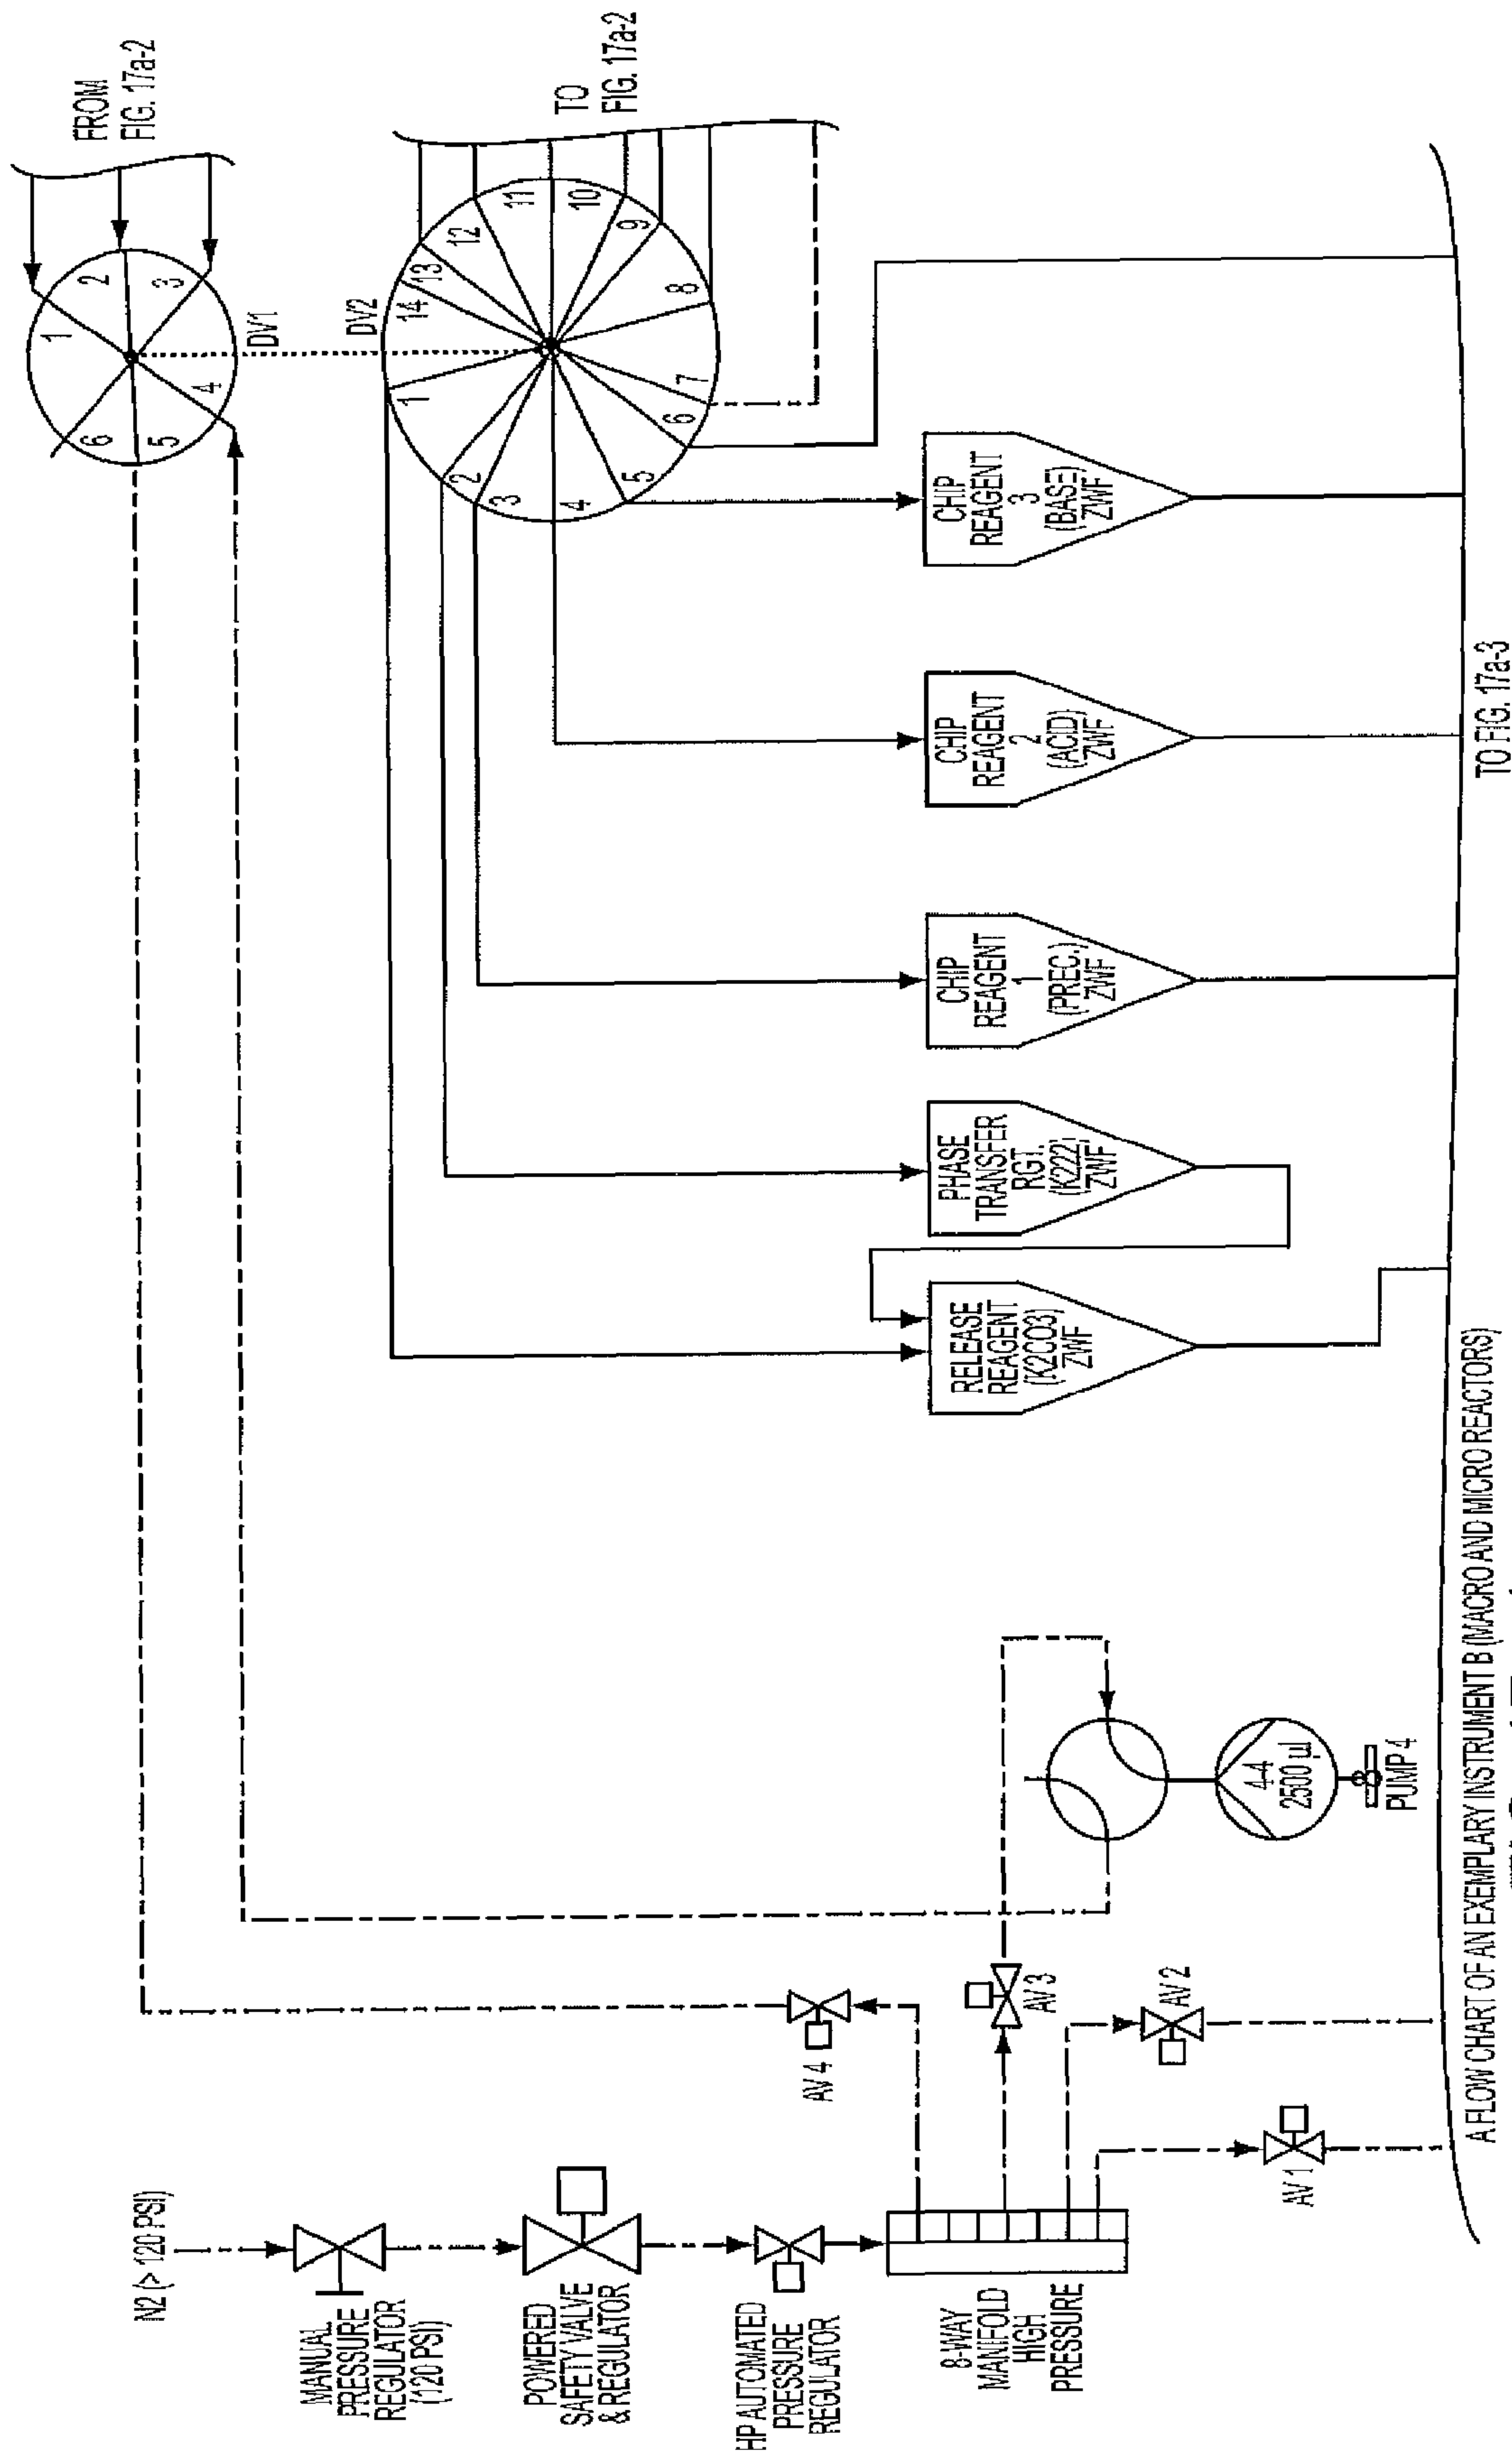 N2 (> 120 PSI)
MANUAL
PRESSURE
REGULATOR
(120 PSI)
POWERED
SAFETY VALVE
& REGULATOR
HP AUTOMATED
PRESSURE
REGULATOR
8-WAY
MANIFOLD
HIGH
PRESSURE
AV 4
AV 3
AV 2
AV 1
4-4
2500 µl
PUMP 4
RELEASE
REAGENT
(K2CO3)
ZWF
PHASE
TRANSFER
RGT.
(K222)
ZWF
CHIP
REAGENT
1
(PREC.)
ZWF
CHIP
REAGENT
2
(ACID)
ZWF
CHIP
REAGENT
3
(BASE)
ZWF
DV1
1
2
3
4
5
6
DV2
1
2
3
4
5
6
7
8
9
10
11
12
13
14
FROM
FIG. 17a-2
TO
FIG. 17a-2
TO FIG. 17a-3
A FLOW CHART OF AN EXEMPLARY INSTRUMENT B (MACRO AND MICRO REACTORS)